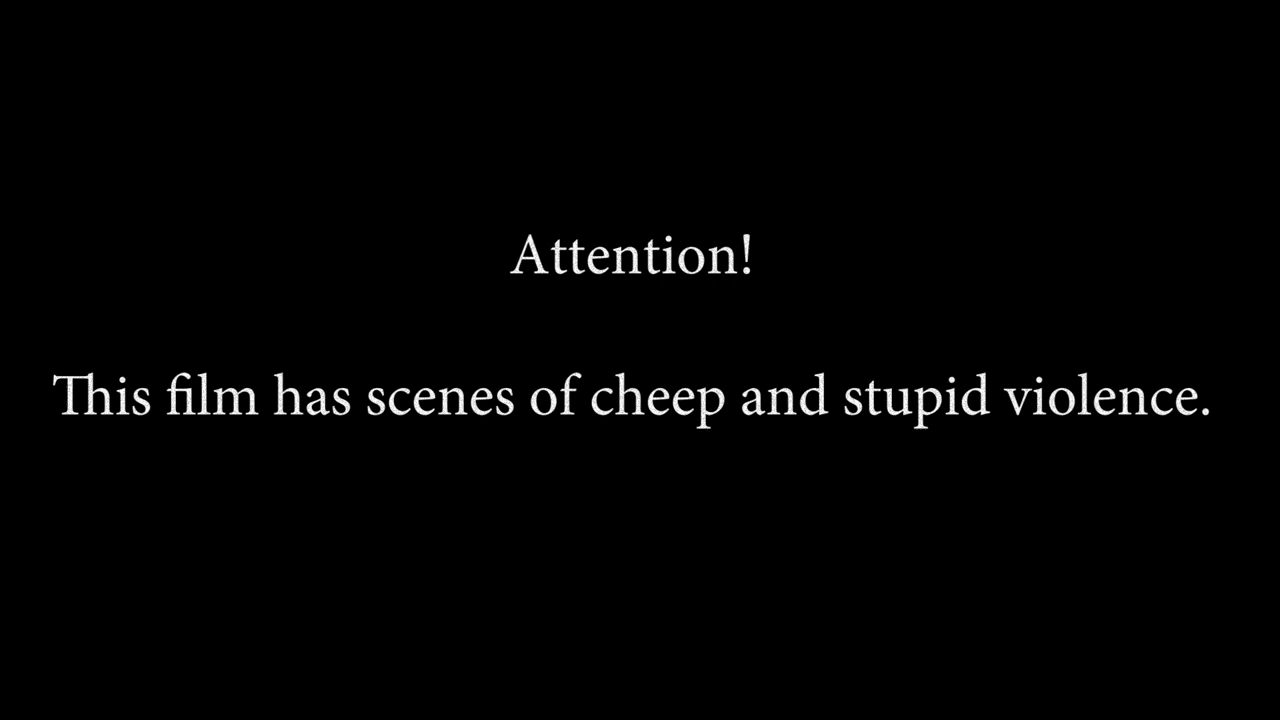 Attention!
This film has scenes of cheep and stupid violence.